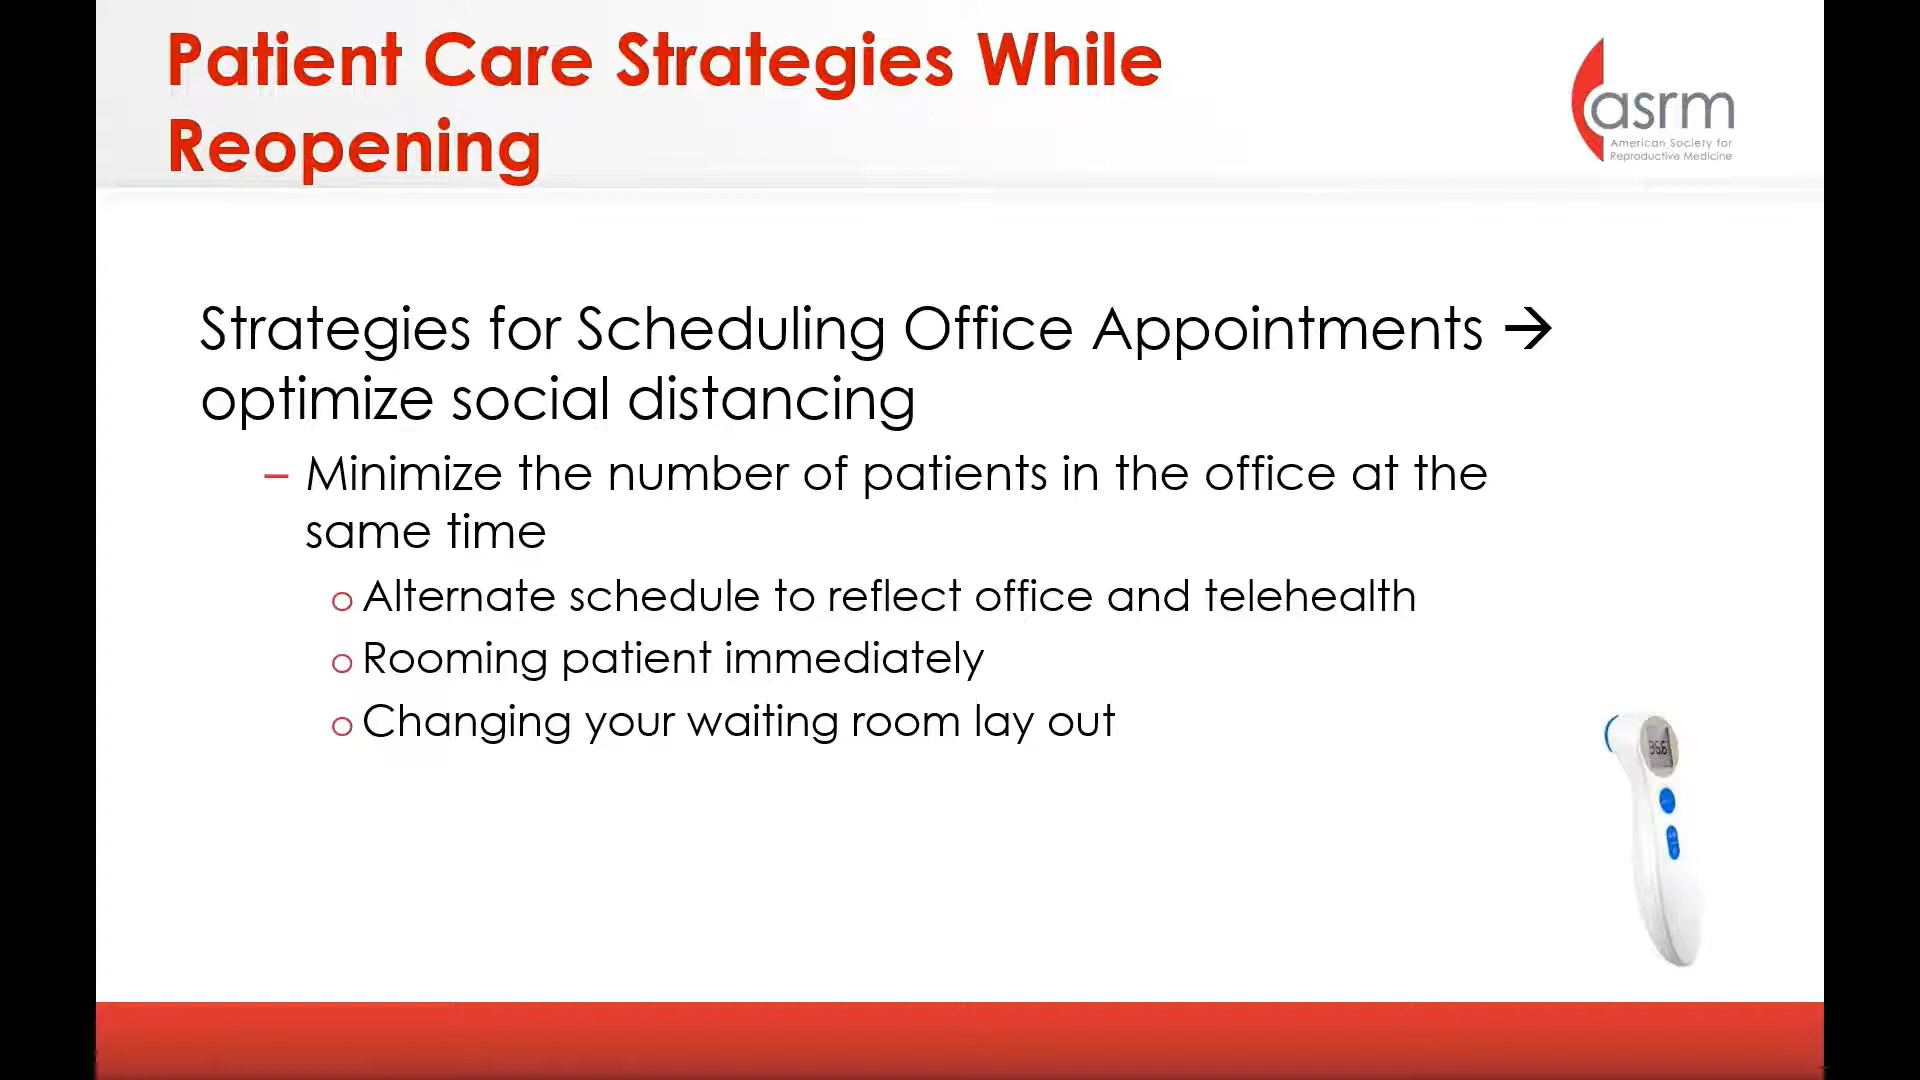 Patient Care Strategies While
Reopening
asrm
American Society for
Reproductive Medicine
Strategies for Scheduling Office Appointments →
optimize social distancing
– Minimize the number of patients in the office at the
same time
o Alternate schedule to reflect office and telehealth
o Rooming patient immediately
o Changing your waiting room lay out
36.6